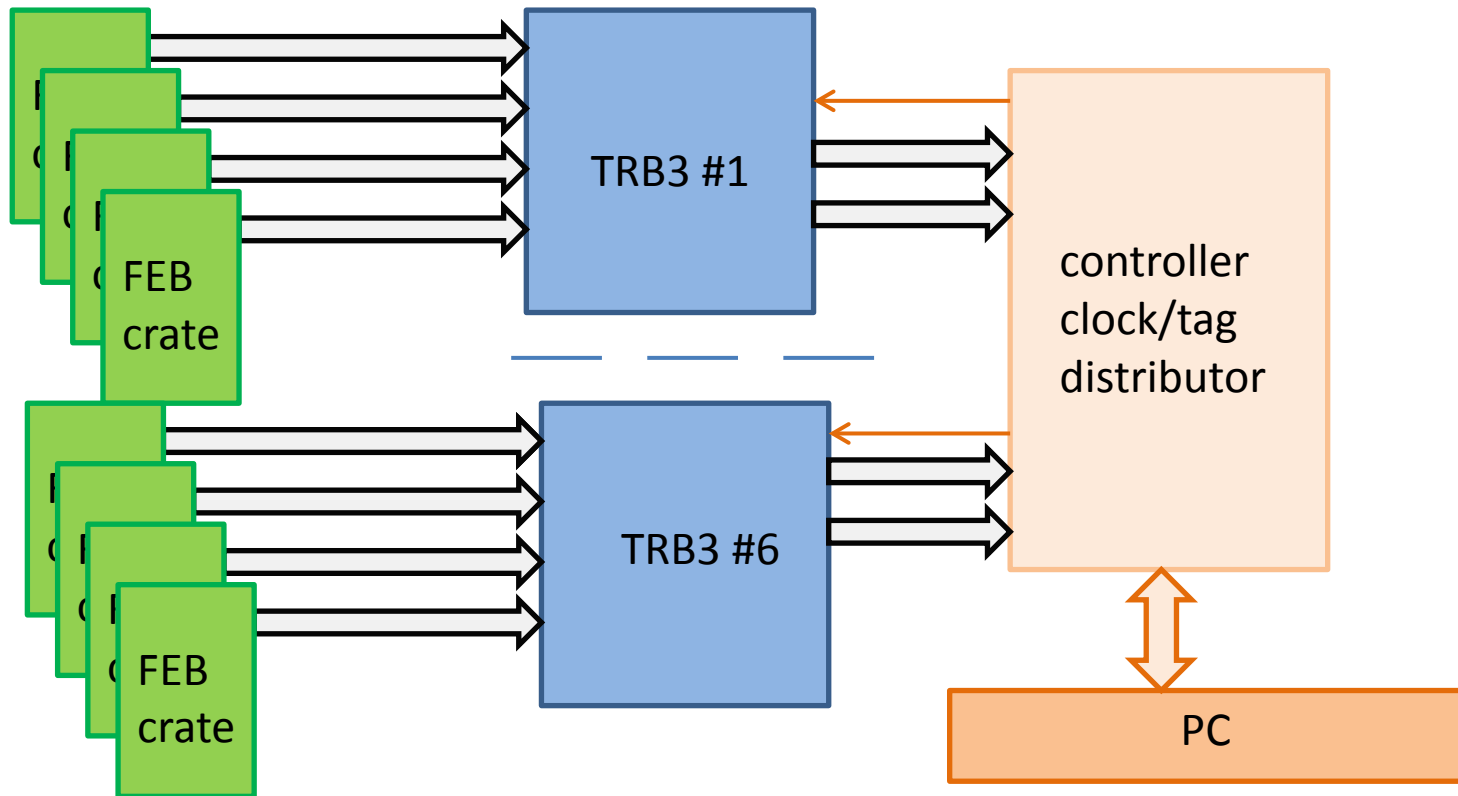 FEB
crate
TRB3 #1
controller
clock/tag
distributor
FEB
crate
TRB3 #6
PC